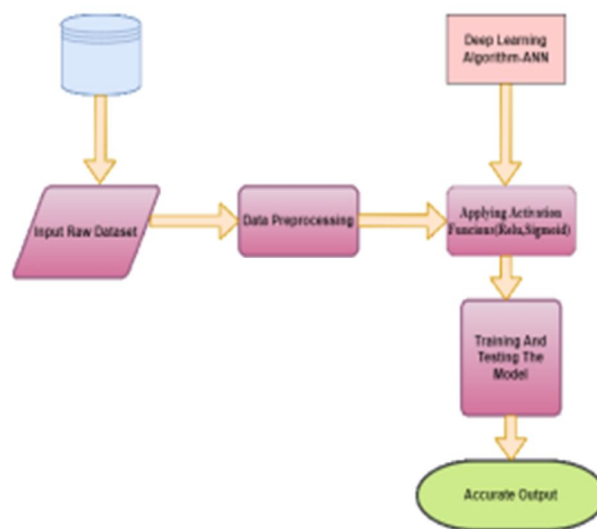 Deep Learning
Algorithm-ANN
Input Raw Dataset
Data Preprocessing
Applying Activation
Funcions(Relu,Sigmoid)
Training And
Testing The
Model
Accurate Output